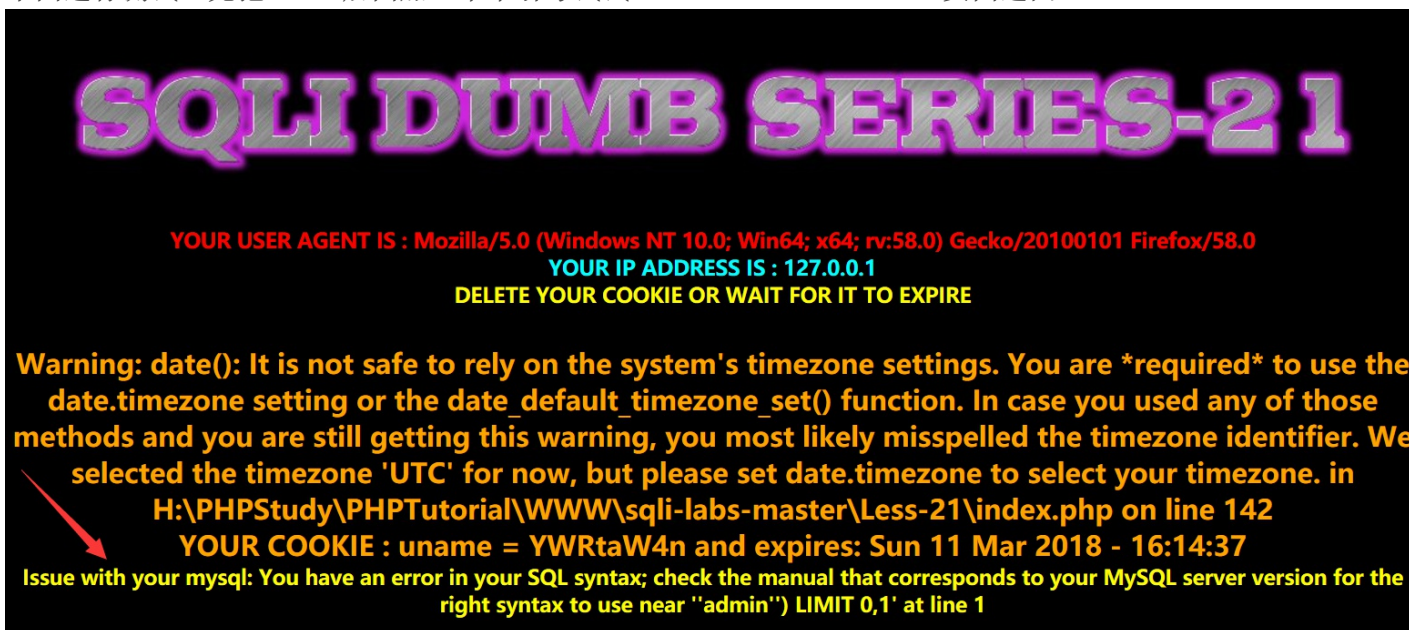 SQLI DUMB SERIES-21
YOUR USER AGENT IS : Mozilla/5.0 (Windows NT 10.0; Win64; x64; rv:58.0) Gecko/20100101 Firefox/58.0
YOUR IP ADDRESS IS : 127.0.0.1
DELETE YOUR COOKIE OR WAIT FOR IT TO EXPIRE
Warning: date(): It is not safe to rely on the system's timezone settings. You are *required* to use the
date.timezone setting or the date_default_timezone_set() function. In case you used any of those
methods and you are still getting this warning, you most likely misspelled the timezone identifier. We
selected the timezone 'UTC' for now, but please set date.timezone to select your timezone. in
H:\PHPStudy\PHPTutorial\WWW\sqli-labs-master\Less-21\index.php on line 142
YOUR COOKIE : uname = YWRtaW4n and expires: Sun 11 Mar 2018 - 16:14:37
Issue with your mysql: You have an error in your SQL syntax; check the manual that corresponds to your MySQL server version for the
right syntax to use near ''admin'') LIMIT 0,1' at line 1